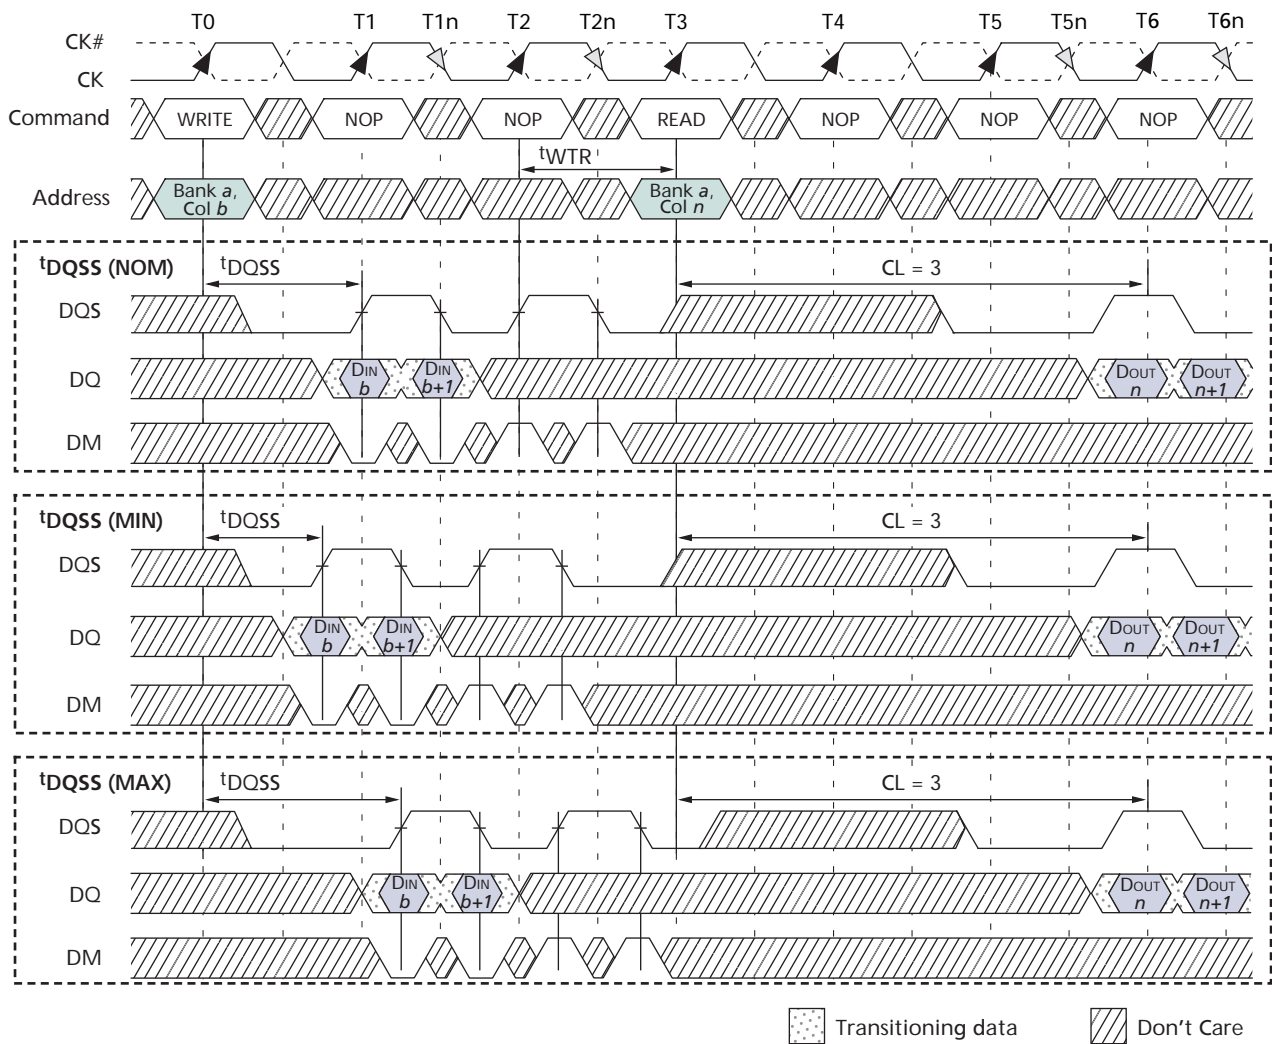 T0 T1 T1n T2 T2n T3 T4 T5 T5n T6 T6n
CK#
CK
Command WRITE NOP NOP READ NOP NOP NOP
tWTR
Address Bank a, Col b Bank a, Col n
tDQSS (NOM) tDQSS CL = 3
DQS
DQ DIN b DIN b+1 DOUT n DOUT n+1
DM
tDQSS (MIN) tDQSS CL = 3
DQS
DQ DIN b DIN b+1 DOUT n DOUT n+1
DM
tDQSS (MAX) tDQSS CL = 3
DQS
DQ DIN b DIN b+1 DOUT n DOUT n+1
DM
Transitioning data Don't Care